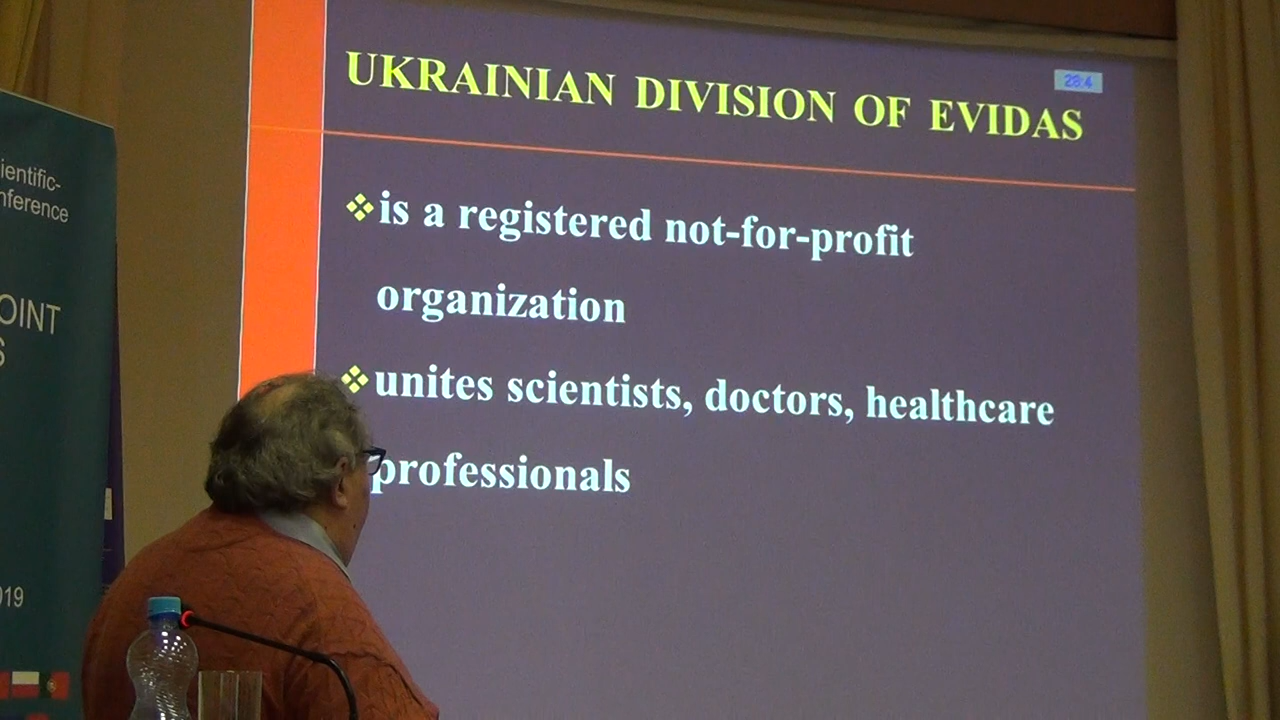 UKRAINIAN DIVISION OF EVIDAS
is a registered not-for-profit
organization
unites scientists, doctors, healthcare
professionals
ientific-
nference
OINT
S
019